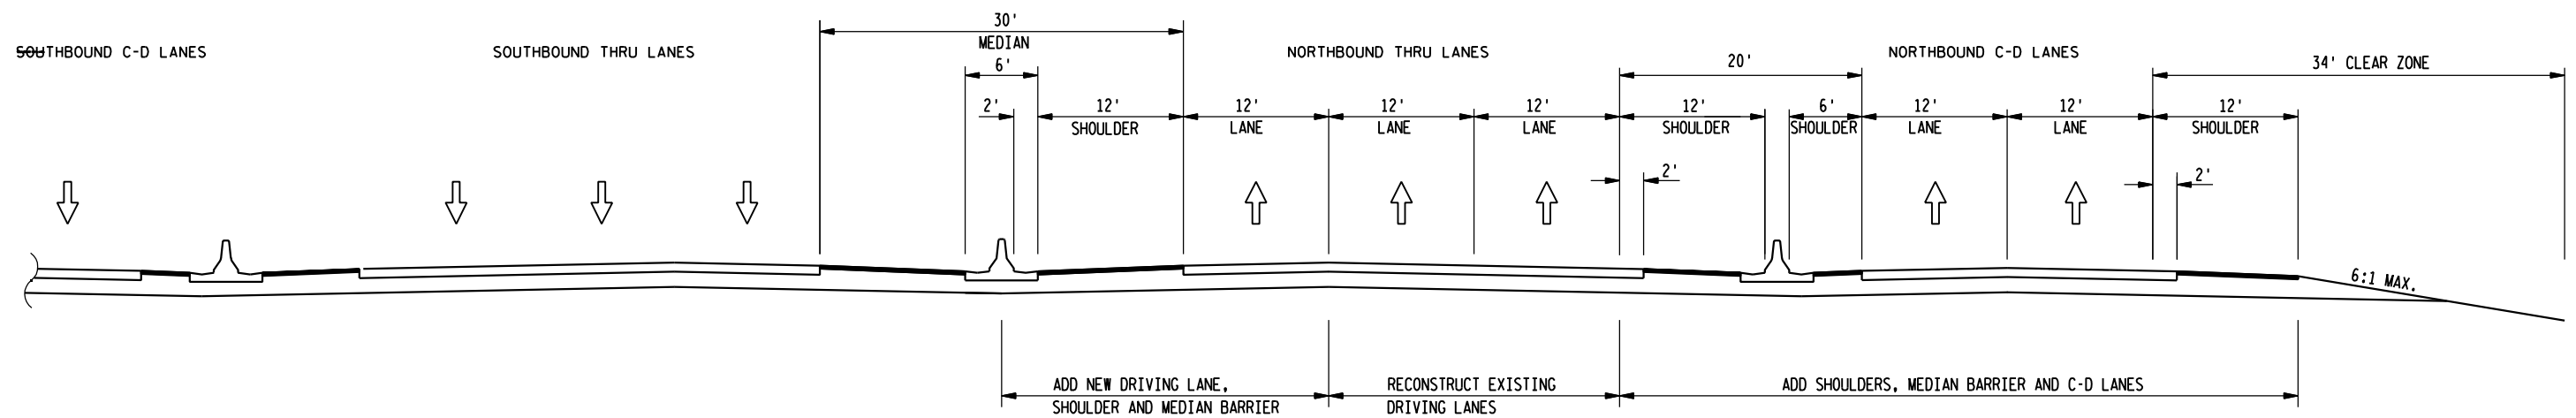 30'
MEDIAN
SOUTHBOUND C-D LANES
SOUTHBOUND THRU LANES
NORTHBOUND THRU LANES
NORTHBOUND C-D LANES
6'
20'
34' CLEAR ZONE
2'
12'
SHOULDER
12'
LANE
12'
LANE
12'
LANE
12'
SHOULDER
6'
SHOULDER
12'
LANE
12'
LANE
12'
SHOULDER
2'
2'
6:1 MAX.
ADD NEW DRIVING LANE,
SHOULDER AND MEDIAN BARRIER
RECONSTRUCT EXISTING
DRIVING LANES
ADD SHOULDERS, MEDIAN BARRIER AND C-D LANES